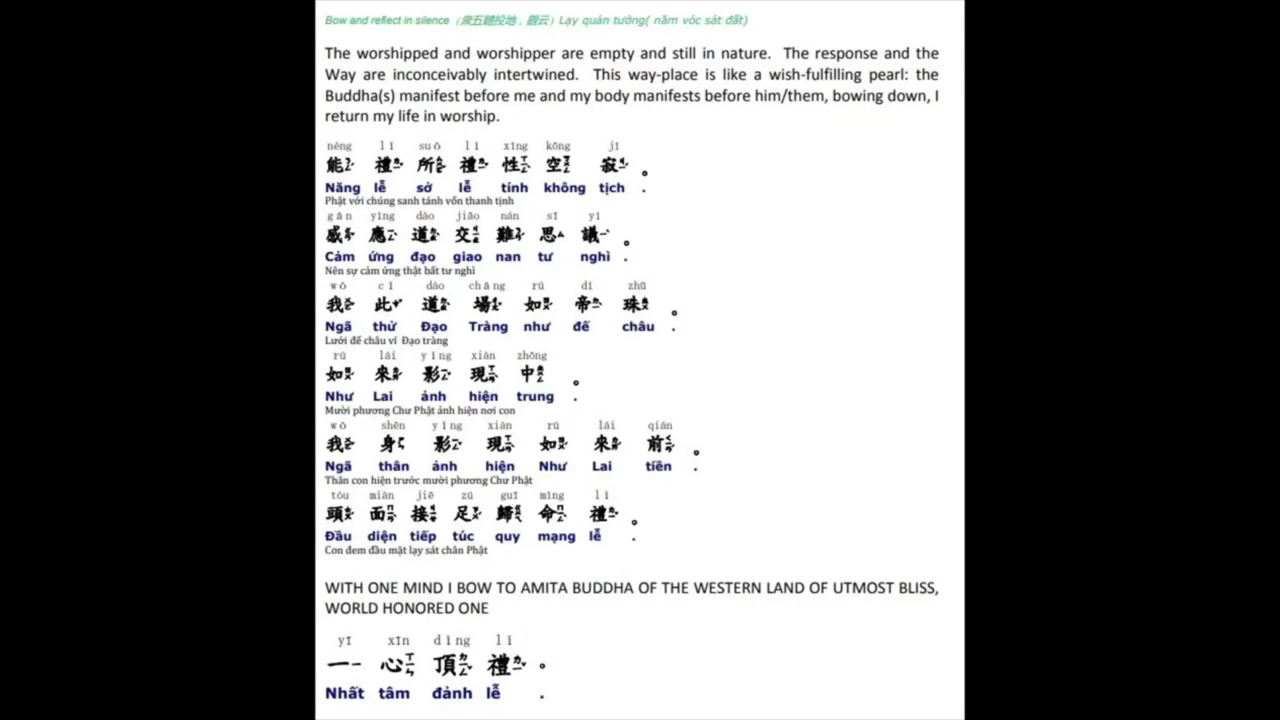 Bow and reflect in silence（衆五體投地，觀云）Lạy quán tưởng( năm vóc sát đất)
The worshipped and worshipper are empty and still in nature. The response and the
Way are inconceivably intertwined. This way-place is like a wish-fulfilling pearl: the
Buddha(s) manifest before me and my body manifests before him/them, bowing down, I
return my life in worship.
néng lǐ suǒ lǐ xìng kōng jí
能 禮 所 禮 性 空 寂 。
Năng lễ sở lễ tính không tịch .
Phật với chúng sanh tánh vốn thanh tịnh
gǎn yìng dào jiāo nán sī yì
感 應 道 交 難 思 議 。
Cảm ứng đạo giao nan tư nghì .
Nên sự cảm ứng thật bất tư nghì
wǒ cǐ dào chǎng rú dì zhū
我 此 道 場 如 帝 珠 。
Ngã thử Đạo Tràng như đế châu .
Lưới đế châu ví Đạo tràng
rú lái yǐng xiàn zhōng
如 來 影 現 中 。
Như Lai ảnh hiện trung .
Mười phương Chư Phật ảnh hiện nơi con
wǒ shēn yǐng xiàn rú lái qián
我 身 影 現 如 來 前 。
Ngã thân ảnh hiện Như Lai tiền .
Thân con hiện trước mười phương Chư Phật
tóu miàn jiē zú guī mìng lǐ
頭 面 接 足 歸 命 禮 。
Đầu diện tiếp túc quy mạng lễ .
Con đem đầu mặt lạy sát chân Phật
WITH ONE MIND I BOW TO AMITA BUDDHA OF THE WESTERN LAND OF UTMOST BLISS,
WORLD HONORED ONE
yī xīn dǐng lǐ
一 心 頂 禮 。
Nhất tâm đảnh lễ .